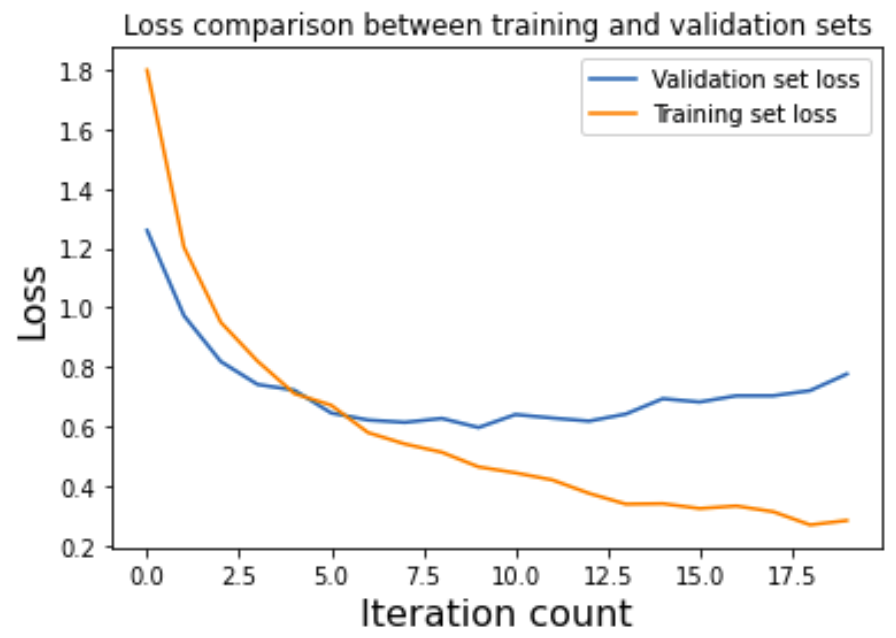 Loss comparison between training and validation sets
Validation set loss
Training set loss
1.8
1.6
1.4
1.2
1.0
0.8
0.6
0.4
0.2
Loss
0.0 2.5 5.0 7.5 10.0 12.5 15.0 17.5
Iteration count